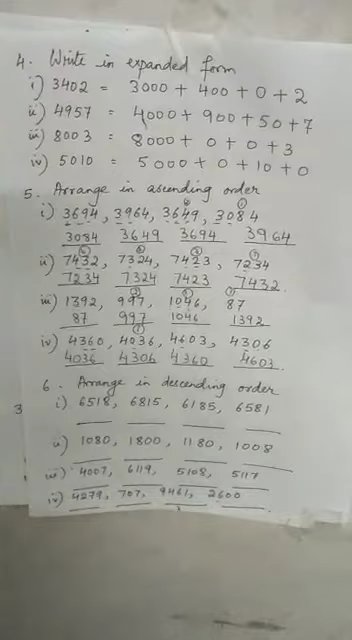 4. Write in expanded form
i) 3402 = 3000 + 400 + 0 + 2
ii) 4957 = 4000 + 900 + 50 + 7
iii) 8003 = 8000 + 0 + 0 + 3
iv) 5010 = 5000 + 0 + 10 + 0
5. Arrange in ascending order
i) 3694, 3964, 3649, 3084
3084 3649 3694 3964
ii) 7432, 7324, 7423, 7234
7234 7324 7423 7432
iii) 1392, 997, 1046, 87
87 997 1046 1392
iv) 4360, 4036, 4603, 4306
4036 4306 4360 4603
6. Arrange in descending order
3
i) 6518, 6815, 6185, 6581
ii) 1080, 1800, 1180, 1008
iii) 4007, 6119, 5108, 5117
iv) 4279, 707, 9461, 2600